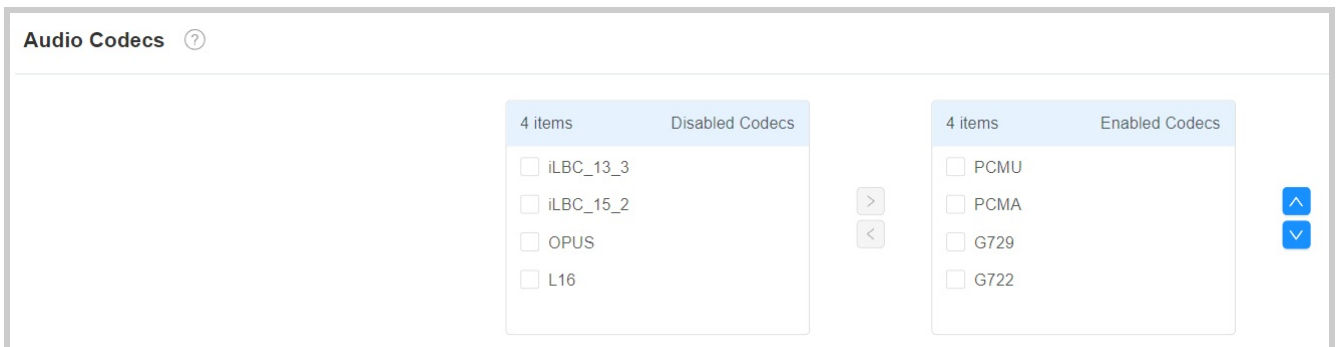 Audio Codecs ?
4 items Disabled Codecs
iLBC_13_3
iLBC_15_2
OPUS
L16
4 items Enabled Codecs
PCMU
PCMA
G729
G722